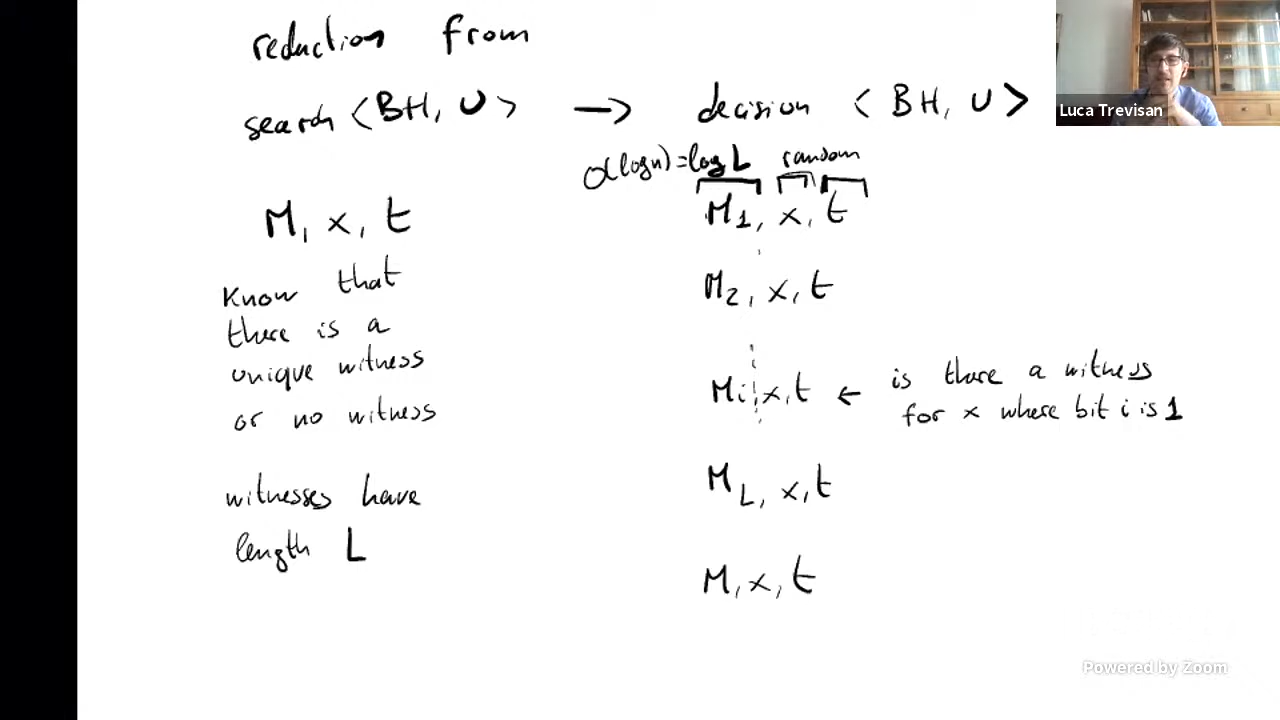 reduction from
search < BH, U > → decision < BH, U >
Luca Trevisan
O(log n) = log L random
M, x, t
M1, x, t
Know that
there is a
unique witness
or no witness
M2, x, t
Mi, x, t ← is there a witness
for x where bit i is 1
witnesses have
length L
ML, x, t
M, x, t
Powered by Zoom